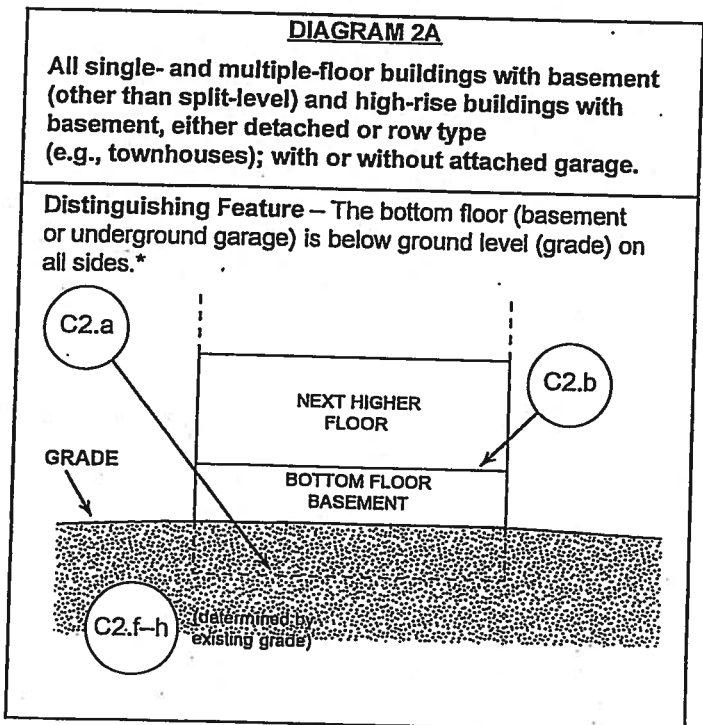 DIAGRAM 2A
All single- and multiple-floor buildings with basement
(other than split-level) and high-rise buildings with
basement, either detached or row type
(e.g., townhouses); with or without attached garage.
Distinguishing Feature – The bottom floor (basement
or underground garage) is below ground level (grade) on
all sides.*
C2.a
C2.b
NEXT HIGHER
FLOOR
GRADE
BOTTOM FLOOR
BASEMENT
C2.f–h
(determined by
existing grade)